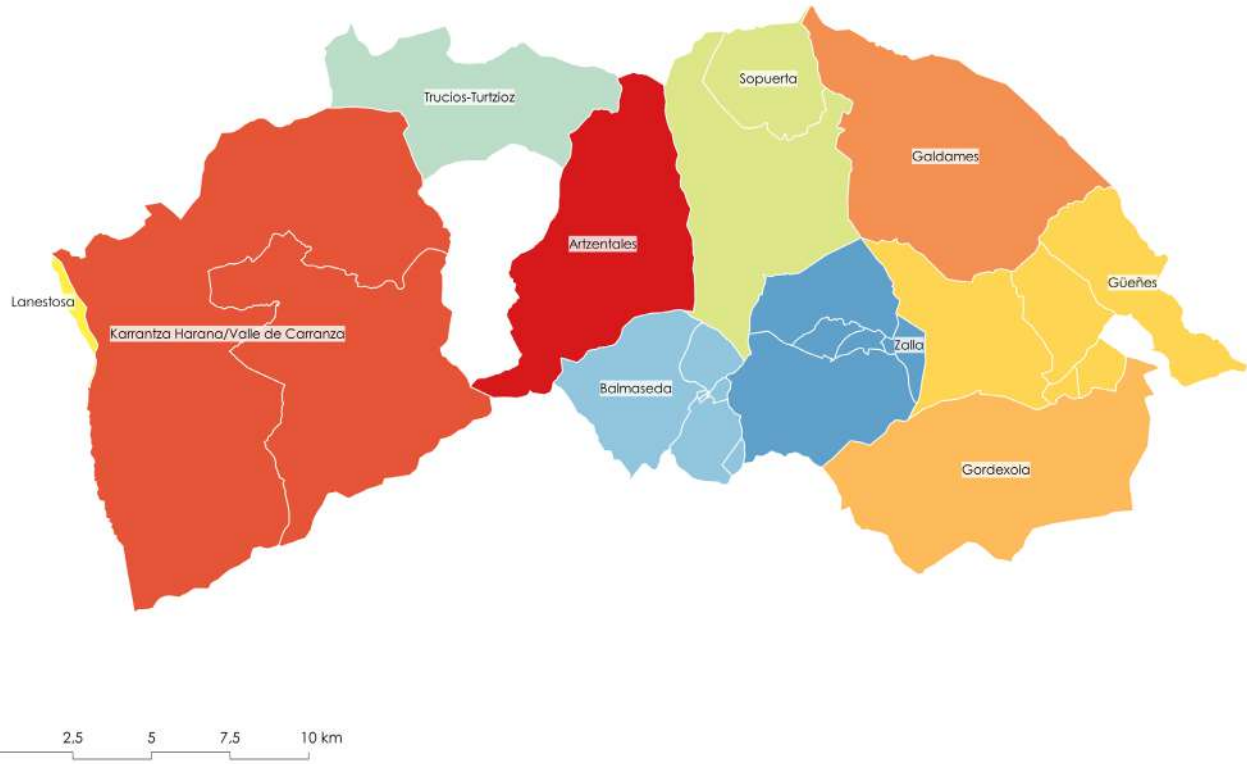 Sopuerta
Trucios-Turtzioz
Galdames
Artzentales
Güeñes
Lanestosa
Karrantza Harana/Valle de Carranza
Zalla
Balmaseda
Gordexola
2,5 5 7,5 10 km